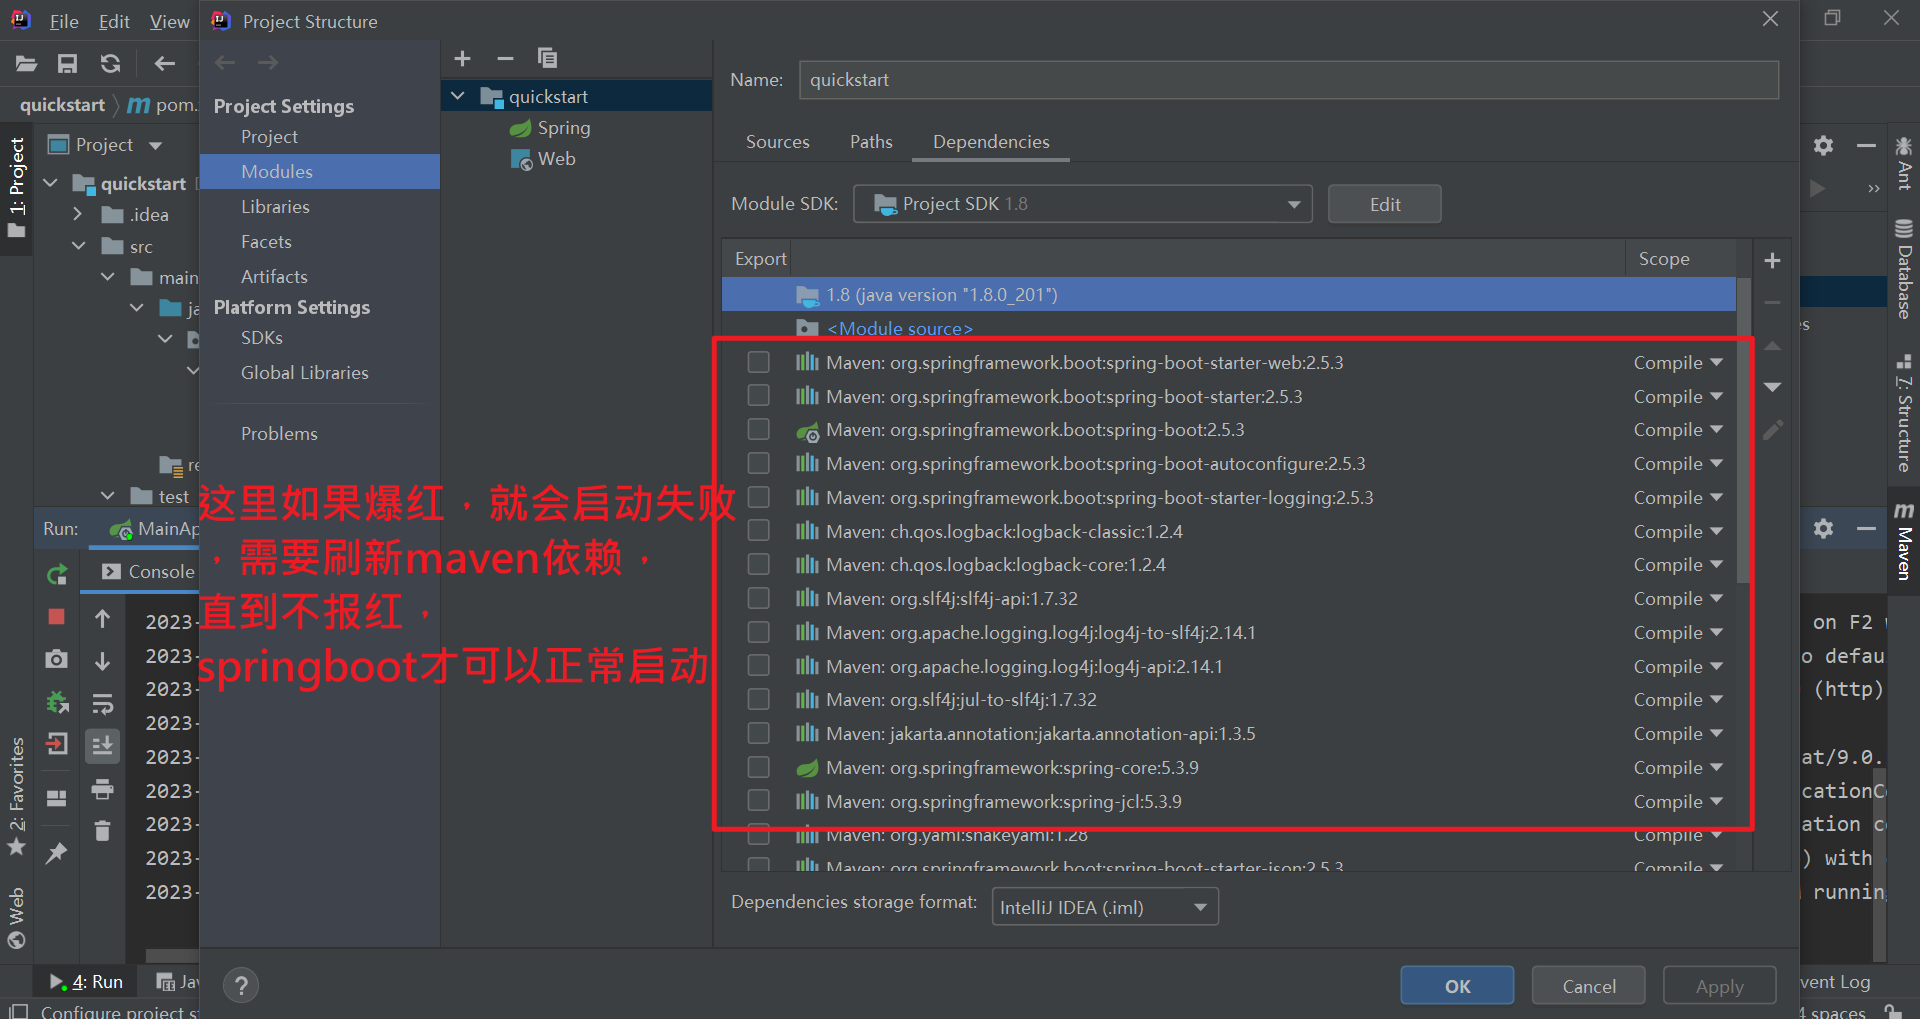 File Edit View
Project Structure
quickstart
pom.
1: Project
Project
quickstart
.idea
src
main
test
Project Settings
Project
Modules
Libraries
Facets
Artifacts
Platform Settings
SDKs
Global Libraries
Problems
quickstart
Spring
Web
Name: quickstart
Sources Paths Dependencies
Module SDK: Project SDK 1.8 Edit
Export Scope
1.8 (java version "1.8.0_201")
<Module source>
Maven: org.springframework.boot:spring-boot-starter-web:2.5.3 Compile
Maven: org.springframework.boot:spring-boot-starter:2.5.3 Compile
Maven: org.springframework.boot:spring-boot:2.5.3 Compile
Maven: org.springframework.boot:spring-boot-autoconfigure:2.5.3 Compile
Maven: org.springframework.boot:spring-boot-starter-logging:2.5.3 Compile
Maven: ch.qos.logback:logback-classic:1.2.4 Compile
Maven: ch.qos.logback:logback-core:1.2.4 Compile
Maven: org.slf4j:slf4j-api:1.7.32 Compile
Maven: org.apache.logging.log4j:log4j-to-slf4j:2.14.1 Compile
Maven: org.apache.logging.log4j:log4j-api:2.14.1 Compile
Maven: org.slf4j:jul-to-slf4j:1.7.32 Compile
Maven: jakarta.annotation:jakarta.annotation-api:1.3.5 Compile
Maven: org.springframework:spring-core:5.3.9 Compile
Maven: org.springframework:spring-jcl:5.3.9 Compile
Maven: org.yaml:snakeyaml:1.28 Compile
Maven: org.springframework.boot:spring-boot-starter-json:2.5.3 Compile
这里如果爆红，就会启动失败
，需要刷新maven依赖，
直到不报红，
springboot才可以正常启动
Dependencies storage format: IntelliJ IDEA (.iml)
? OK Cancel Apply
Run: MainAp
Console
2023-
2023-
2023-
2023-
2023-
2023-
2023-
2023-
2023-
on F2
o defau
(http)
at/9.0.
cationC
ation c
) with
running
2: Favorites
Web
Ant
Database
7: Structure
Maven
4: Run
Jav
vent Log
Configure project st
4 spaces